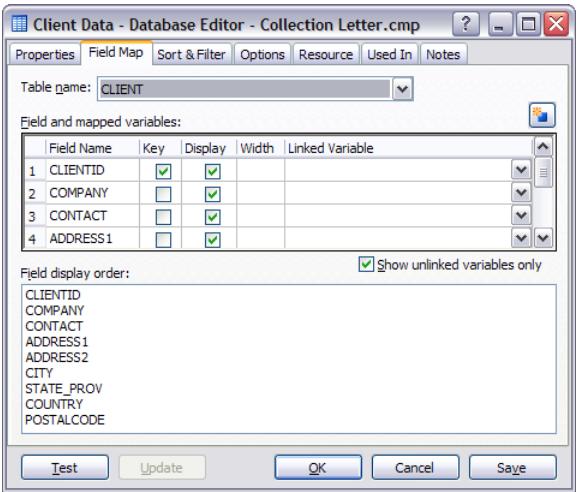 Client Data - Database Editor - Collection Letter.cmp ?
Properties Field Map Sort & Filter Options Resource Used In Notes
Table name: CLIENT
Field and mapped variables:
Field Name Key Display Width Linked Variable
1 CLIENTID
2 COMPANY
3 CONTACT
4 ADDRESS1
Show unlinked variables only
Field display order:
CLIENTID
COMPANY
CONTACT
ADDRESS1
ADDRESS2
CITY
STATE_PROV
COUNTRY
POSTALCODE
Test Update OK Cancel Save